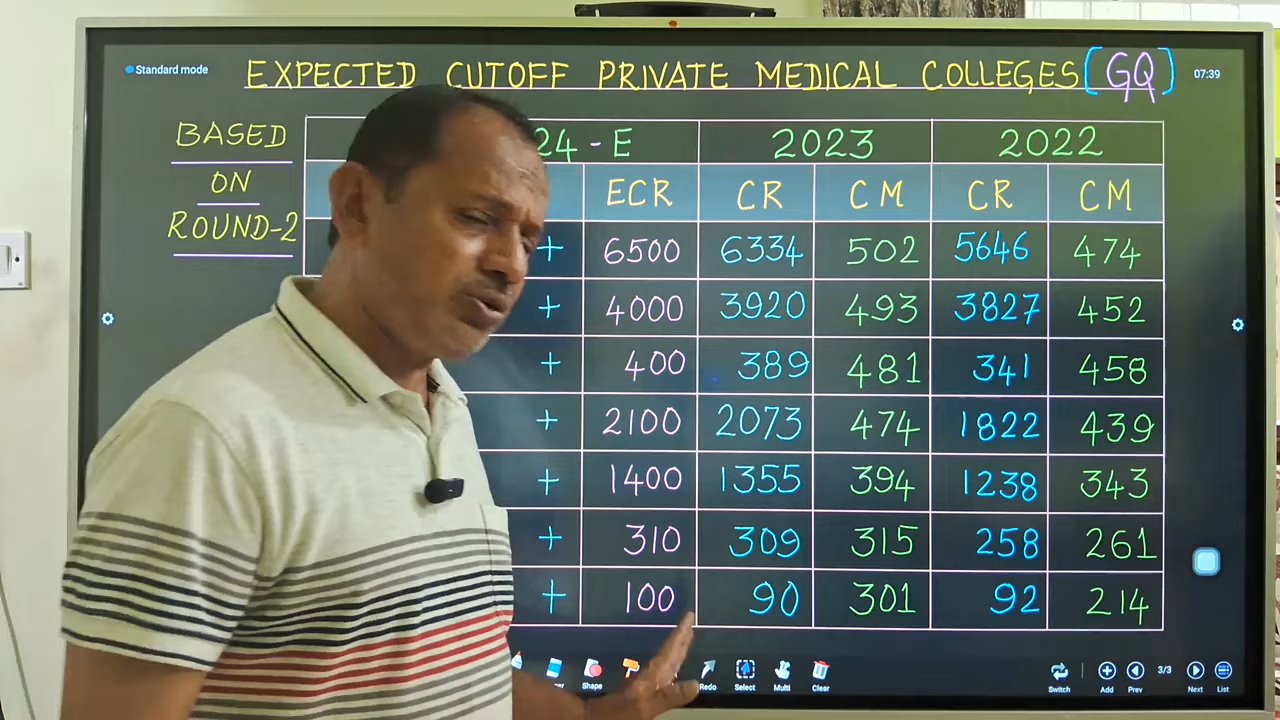 Standard mode
EXPECTED CUTOFF PRIVATE MEDICAL COLLEGES [GQ]
07:39
BASED
ON
ROUND-2
24 - E 2023 2022
ECR CR CM CR CM
+ 6500 6334 502 5646 474
+ 4000 3920 493 3827 452
+ 400 389 481 341 458
+ 2100 2073 474 1822 439
+ 1400 1355 394 1238 343
+ 310 309 315 258 261
+ 100 90 301 92 214
Shape Redo Select Multi Clear Switch Add Prev 3/3 Next List